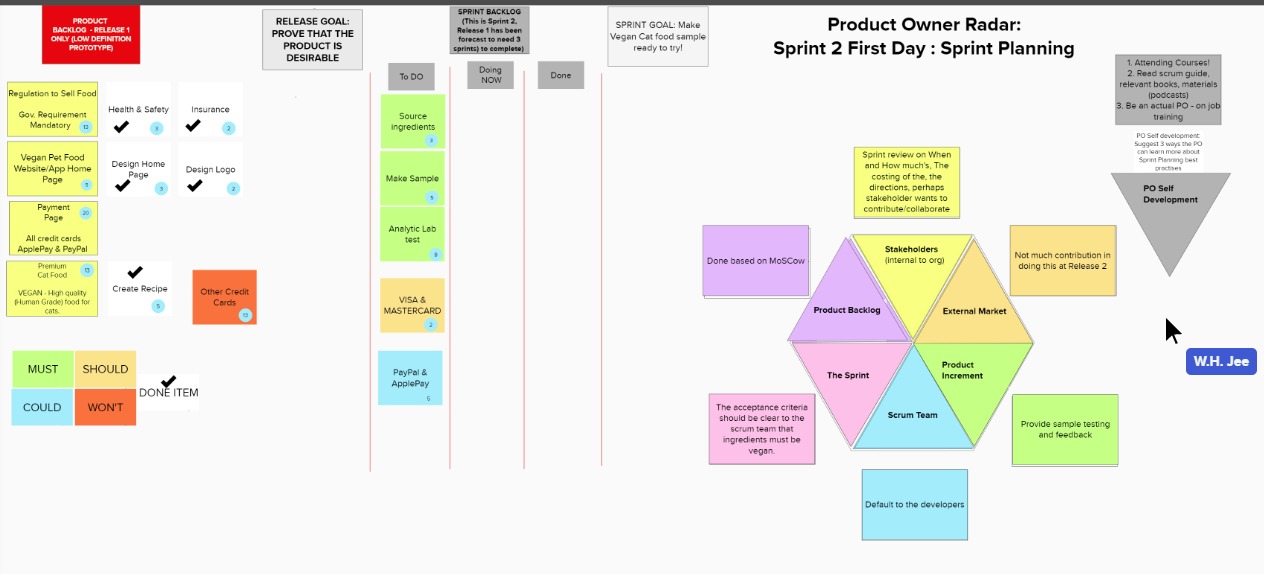 PRODUCT
BACKLOG - RELEASE 1
ONLY (LOW DEFINITION
PROTOTYPE)
RELEASE GOAL:
PROVE THAT THE
PRODUCT IS
DESIRABLE
SPRINT BACKLOG
(This is Sprint 2,
Release 1 has been
forecast to need 3
sprints) to complete)
SPRINT GOAL: Make
Vegan Cat food sample
ready to try!
Product Owner Radar:
Sprint 2 First Day : Sprint Planning
Regulation to Sell Food
Gov. Requirement
Mandatory
13
Health & Safety
3
Insurance
2
Vegan Pet Food
Website/App Home
Page
5
Design Home
Page
3
Design Logo
2
Payment
Page
20
All credit cards
ApplePay & PayPal
Premium
Cat Food
13
VEGAN - High quality
(Human Grade) food for
cats.
Create Recipe
5
Other Credit
Cards
13
MUST
SHOULD
COULD
WON'T
DONE ITEM
To DO
Doing
NOW
Done
Source
ingredients
3
Make Sample
5
Analytic Lab
test
8
VISA &
MASTERCARD
2
PayPal &
ApplePay
5
1. Attending Courses!
2. Read scrum guide,
relevant books, materials
(podcasts)
3. Be an actual PO - on job
training
PO Self development:
Suggest 3 ways the PO
can learn more about
Sprint Planning best
practises
PO Self
Development
Sprint review on When
and How much's, The
costing of the, the
directions, perhaps
stakeholder wants to
contribute/collaborate
Done based on MoSCow
Stakeholders
(internal to org)
Not much contribution in
doing this at Release 2
Product Backlog
External Market
The Sprint
Product
Increment
Scrum Team
The acceptance criteria
should be clear to the
scrum team that
ingredients must be
vegan.
Provide sample testing
and feedback
Default to the developers
W.H. Jee